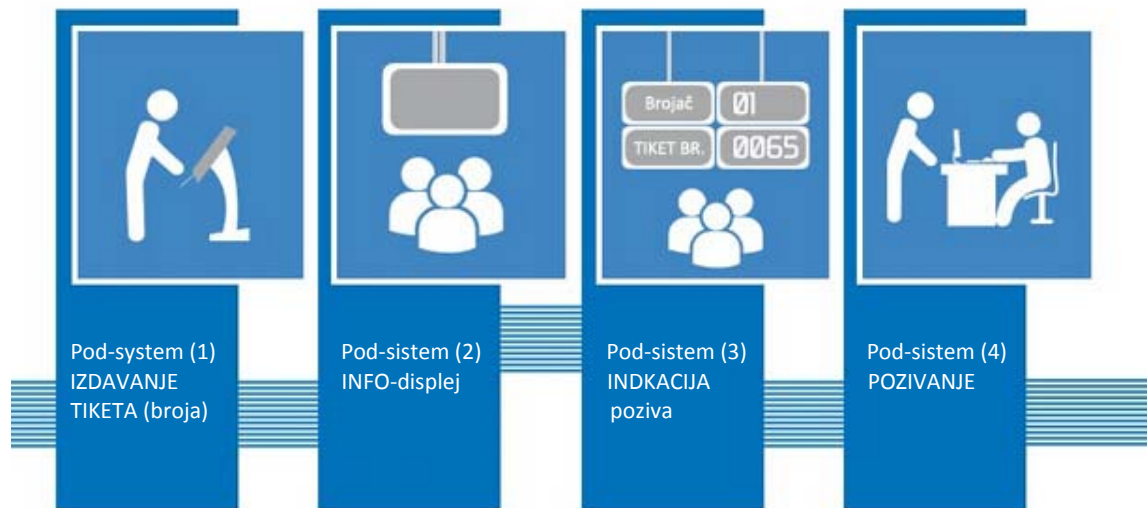 Brojač 01
TIKET BR. 0065
Pod-system (1)
IZDAVANJE
TIKETA (broja)
Pod-sistem (2)
INFO-displej
Pod-sistem (3)
INDKACIJA
poziva
Pod-sistem (4)
POZIVANJE